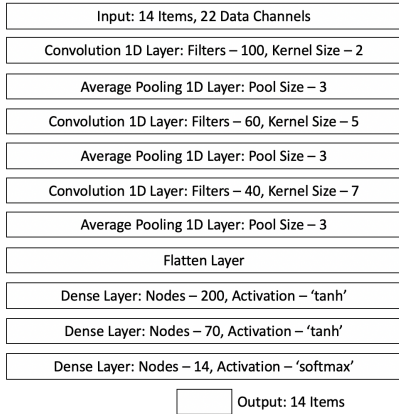 Input: 14 Items, 22 Data Channels
Convolution 1D Layer: Filters – 100, Kernel Size – 2
Average Pooling 1D Layer: Pool Size – 3
Convolution 1D Layer: Filters – 60, Kernel Size – 5
Average Pooling 1D Layer: Pool Size – 3
Convolution 1D Layer: Filters – 40, Kernel Size – 7
Average Pooling 1D Layer: Pool Size – 3
Flatten Layer
Dense Layer: Nodes – 200, Activation – ‘tanh’
Dense Layer: Nodes – 70, Activation – ‘tanh’
Dense Layer: Nodes – 14, Activation – ‘softmax’
Output: 14 Items